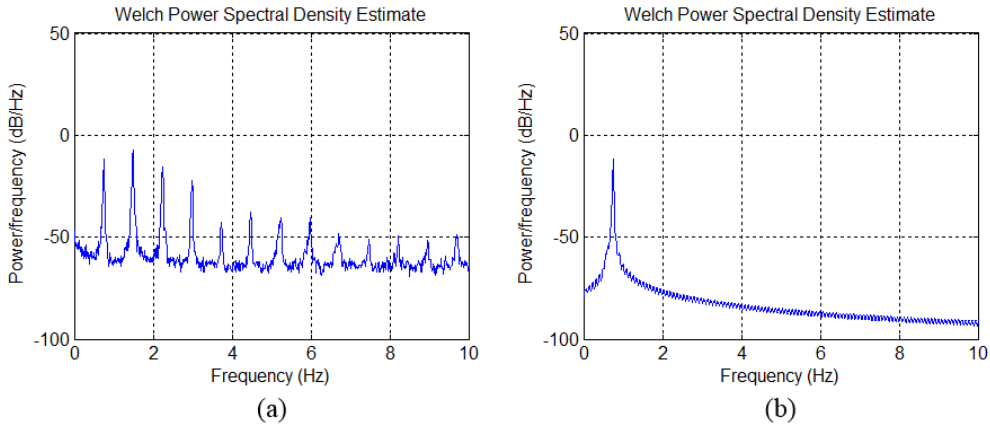 Welch Power Spectral Density Estimate
50
0
-50
-100
Power/frequency (dB/Hz)
0 2 4 6 8 10
Frequency (Hz)
(a)
Welch Power Spectral Density Estimate
50
0
-50
-100
Power/frequency (dB/Hz)
0 2 4 6 8 10
Frequency (Hz)
(b)